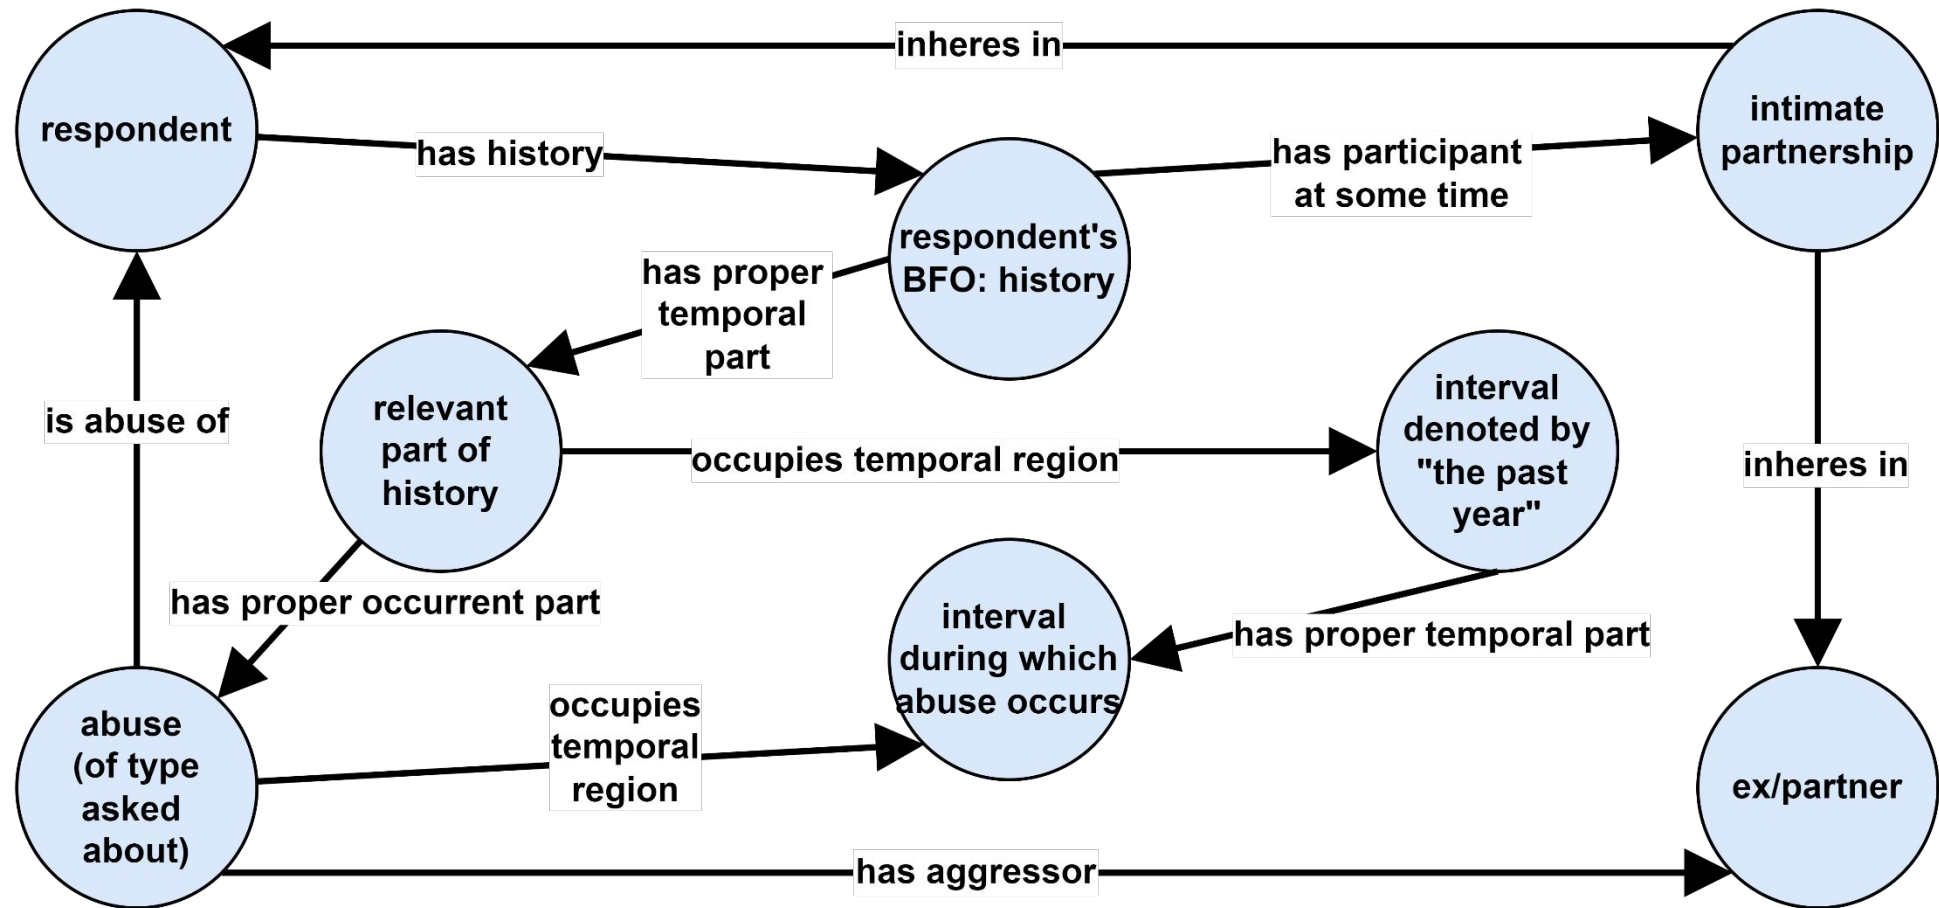 inheres in
respondent
has history
has participant
at some time
intimate
partnership
respondent's
BFO: history
has proper
temporal
part
is abuse of
relevant
part of
history
occupies temporal region
interval
denoted by
"the past
year"
inheres in
has proper occurrent part
interval
during which
abuse occurs
has proper temporal part
abuse
(of type
asked
about)
occupies
temporal
region
ex/partner
has aggressor